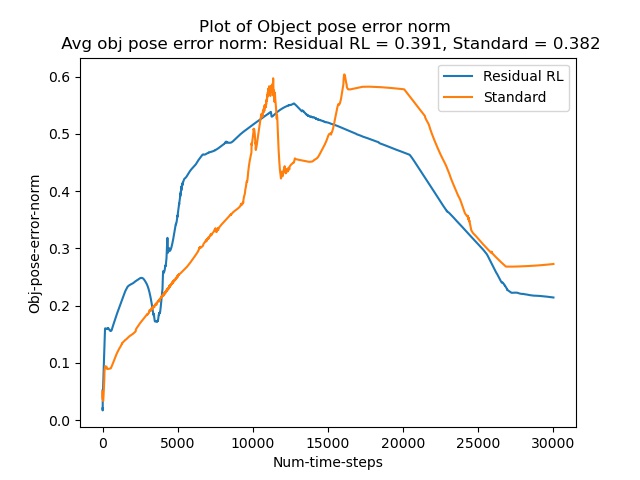 Plot of Object pose error norm
Avg obj pose error norm: Residual RL = 0.391, Standard = 0.382
Residual RL
Standard
0.6
0.5
0.4
0.3
0.2
0.1
0.0
Obj-pose-error-norm
0 5000 10000 15000 20000 25000 30000
Num-time-steps